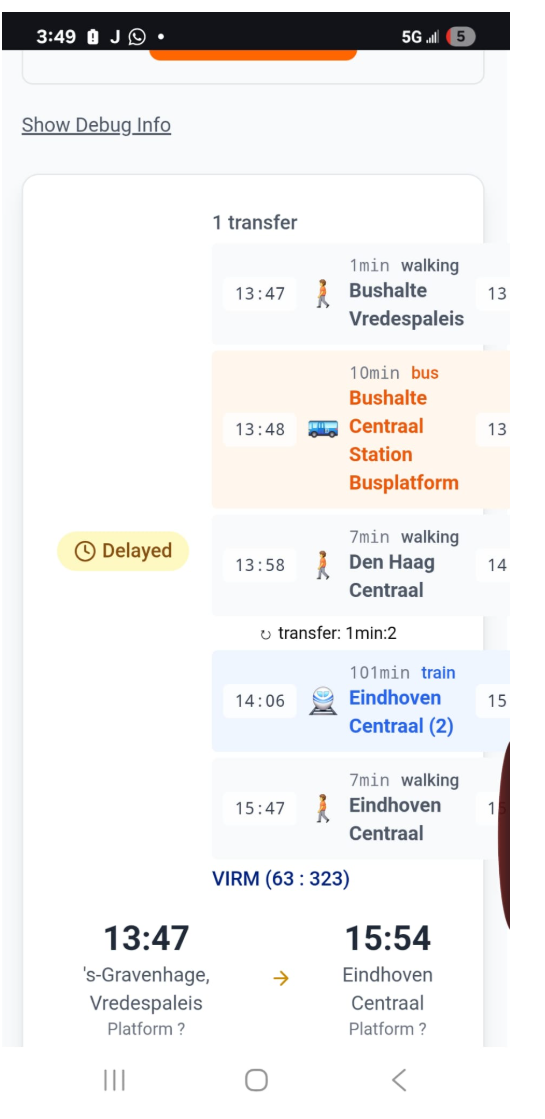 3:49 J 5G 5
Show Debug Info
1 transfer
1min walking
13:47 Bushalte 13
Vredespaleis
10min bus
Bushalte
13:48 Centraal 13
Station
Busplatform
Delayed
7min walking
13:58 Den Haag 14
Centraal
transfer: 1min:2
101min train
14:06 Eindhoven 15
Centraal (2)
7min walking
15:47 Eindhoven 1
Centraal
VIRM (63 : 323)
13:47 → 15:54
's-Gravenhage, Eindhoven
Vredespaleis Centraal
Platform ? Platform ?